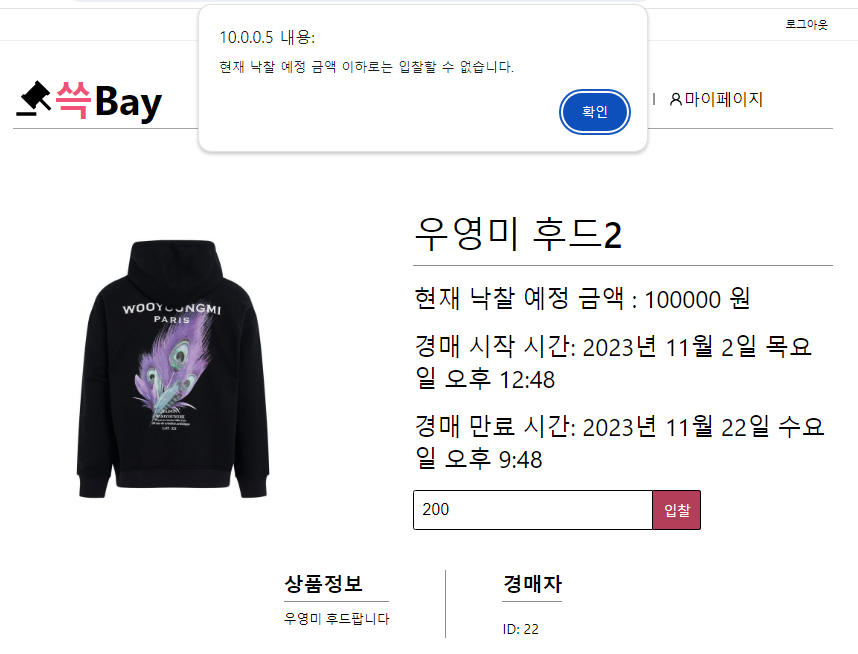 로그아웃
10.0.0.5 내용:
현재 낙찰 예정 금액 이하로는 입찰할 수 없습니다.
확인
쓱Bay
| 마이페이지
우영미 후드2
현재 낙찰 예정 금액 : 100000 원
경매 시작 시간: 2023년 11월 2일 목요
일 오후 12:48
경매 만료 시간: 2023년 11월 22일 수요
일 오후 9:48
200
입찰
WOOYOUNGMI
PARIS
상품정보
우영미 후드팝니다
경매자
ID: 22